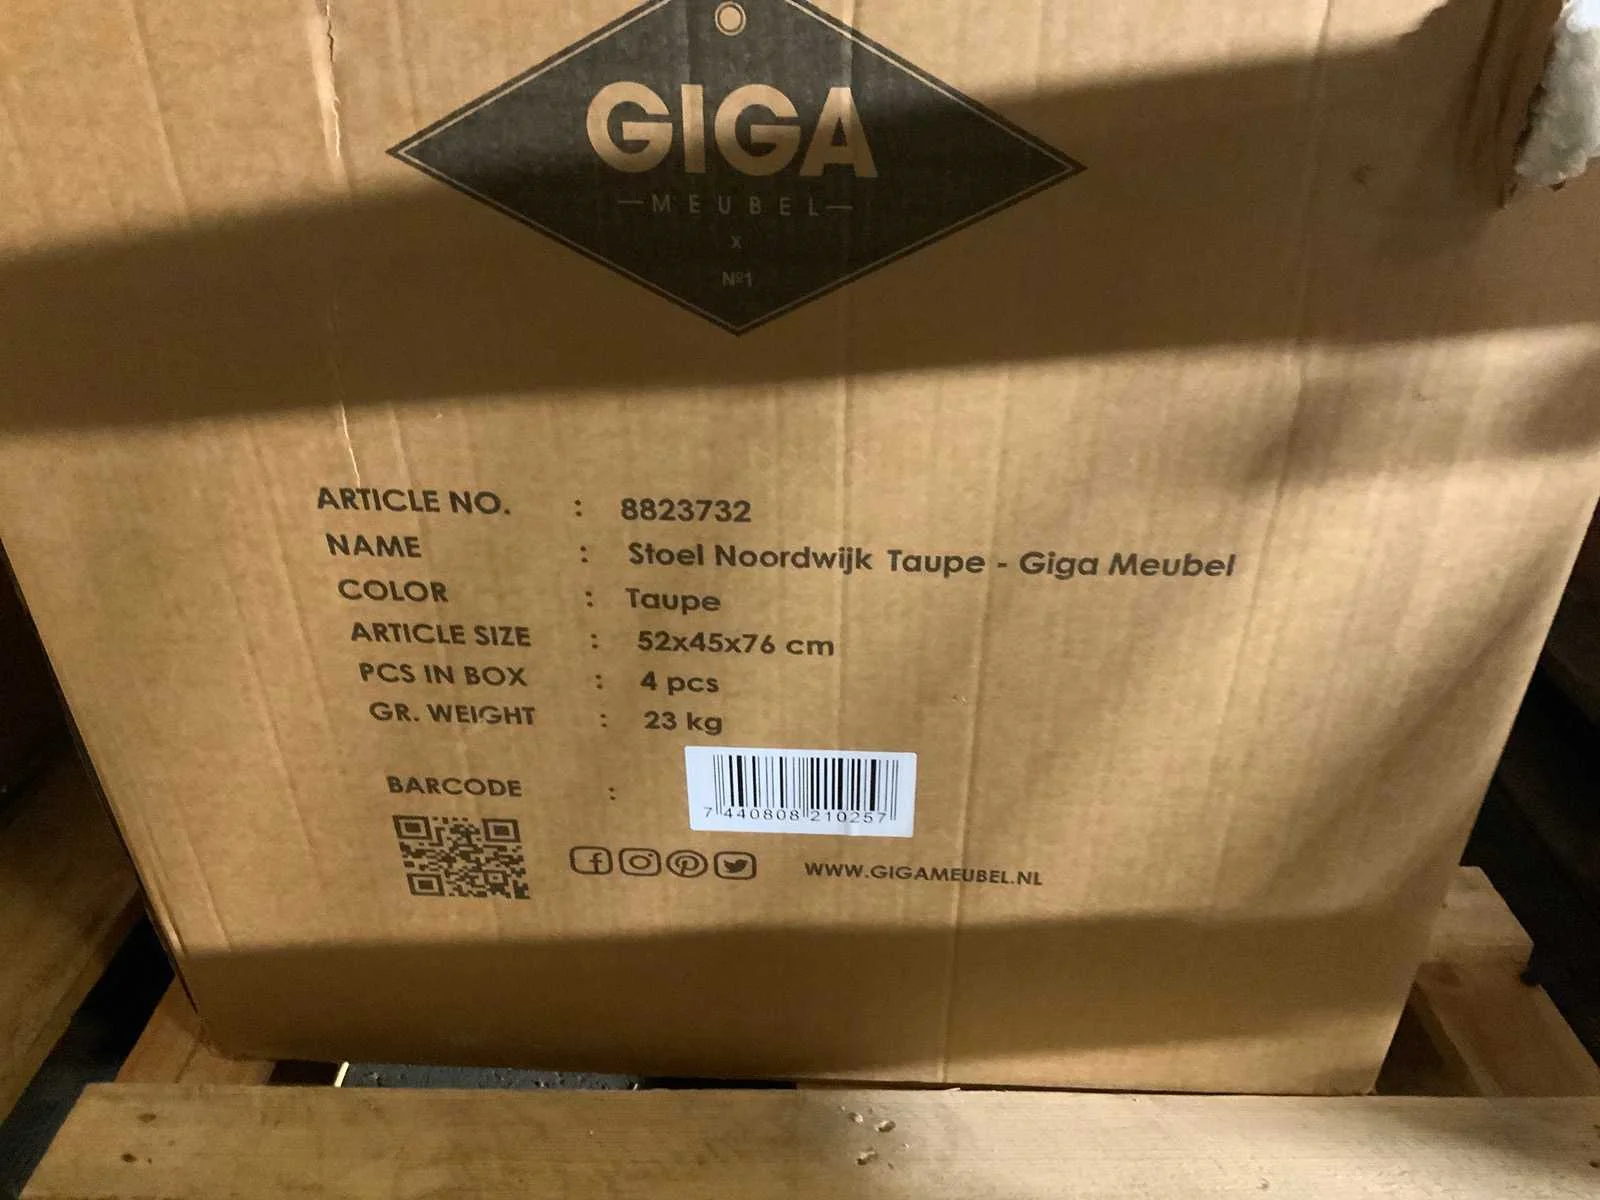 GIGA
—MEUBEL—
x
Nº1
ARTICLE NO. : 8823732
NAME : Stoel Noordwijk Taupe - Giga Meubel
COLOR : Taupe
ARTICLE SIZE : 52x45x76 cm
PCS IN BOX : 4 pcs
GR. WEIGHT : 23 kg
BARCODE :
7 440808 210257
WWW.GIGAMEUBEL.NL